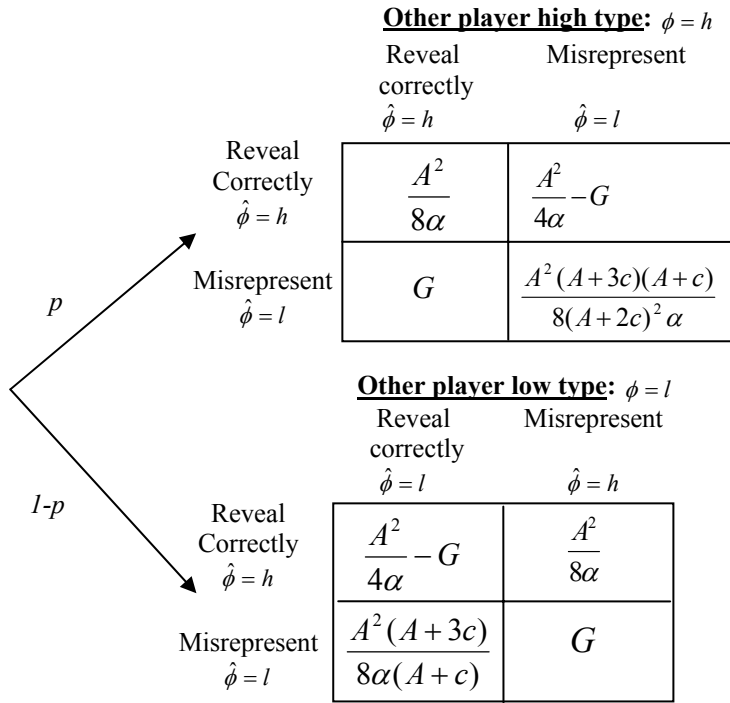 Other player high type: ϕ = h
Reveal correctly ϕ̂ = h
Misrepresent ϕ̂ = l
Reveal Correctly ϕ̂ = h
A²/8α
A²/4α − G
p
Misrepresent ϕ̂ = l
G
A²(A+3c)(A+c)/8(A+2c)²α
Other player low type: ϕ = l
Reveal correctly ϕ̂ = l
Misrepresent ϕ̂ = h
1-p
Reveal Correctly ϕ̂ = h
A²/4α − G
A²/8α
Misrepresent ϕ̂ = l
A²(A+3c)/8α(A+c)
G